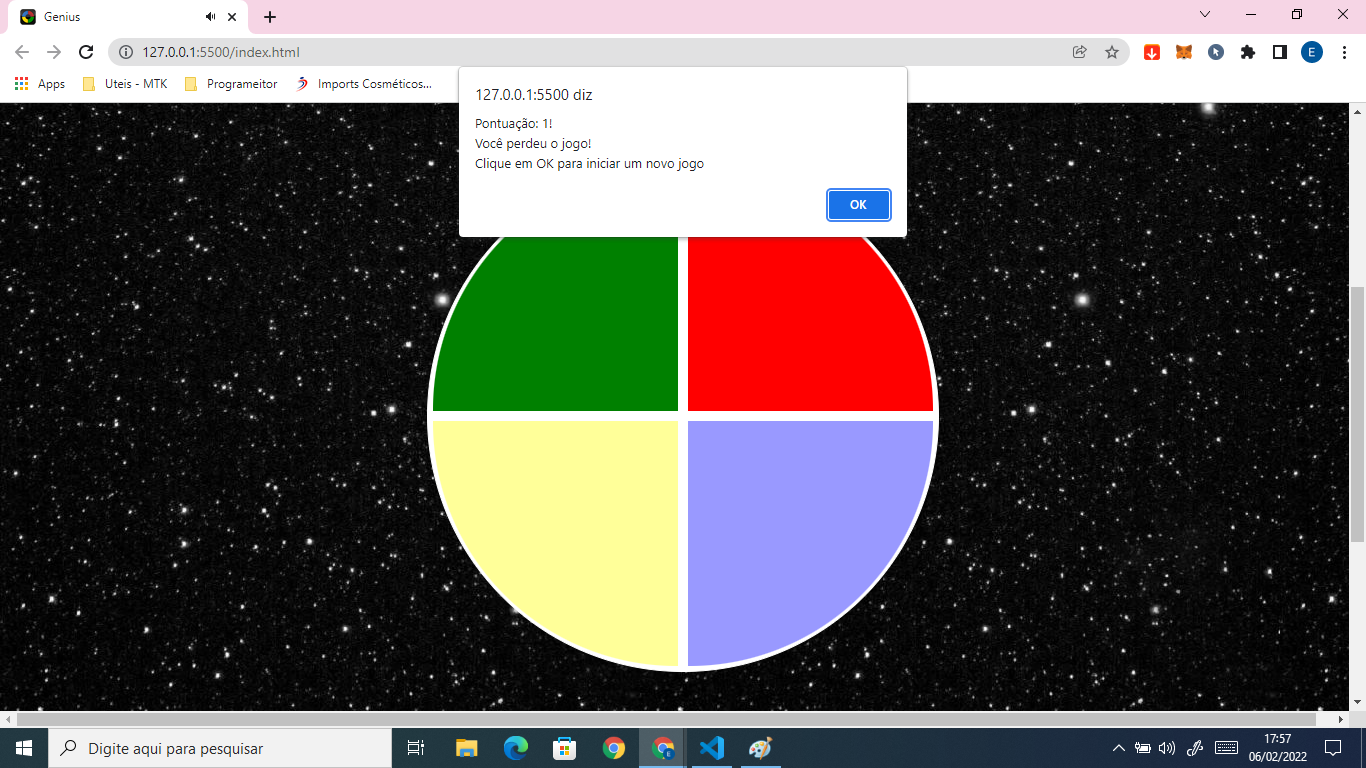 Genius
127.0.0.1:5500/index.html
E
Apps
Uteis - MTK
Programeitor
Imports Cosméticos...
127.0.0.1:5500 diz
Pontuação: 1!
Você perdeu o jogo!
Clique em OK para iniciar um novo jogo
OK
Digite aqui para pesquisar
E
17:57
06/02/2022